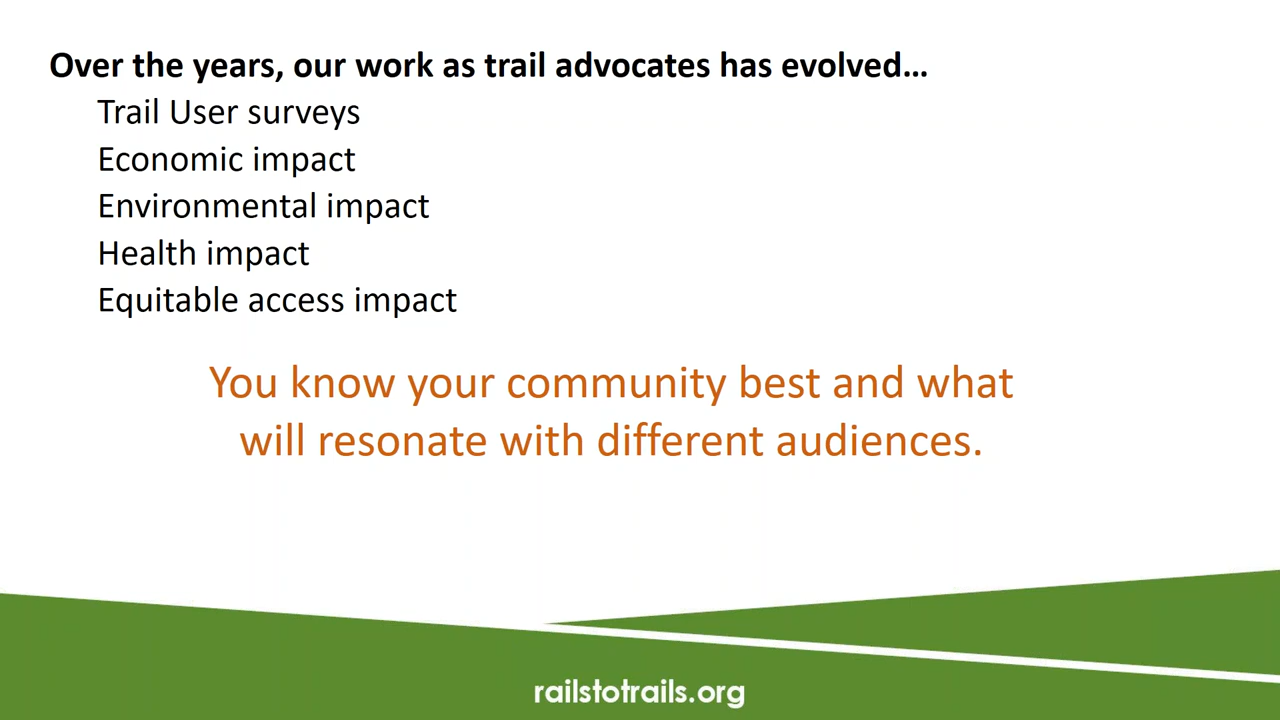 Over the years, our work as trail advocates has evolved…
Trail User surveys
Economic impact
Environmental impact
Health impact
Equitable access impact
You know your community best and what
will resonate with different audiences.
railstotrails.org